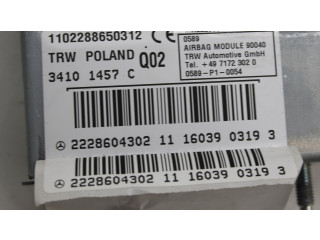 1102288650312 CE
TRW POLAND Q02
3410 1457 C
0589
AIRBAG MODULE 90040
TRW Automotive GmbH
Tel.: +49 7172 302 0
0589-P1-0054
2228604302 11 16039 0319 3
2228604302 11 16039 0319 3